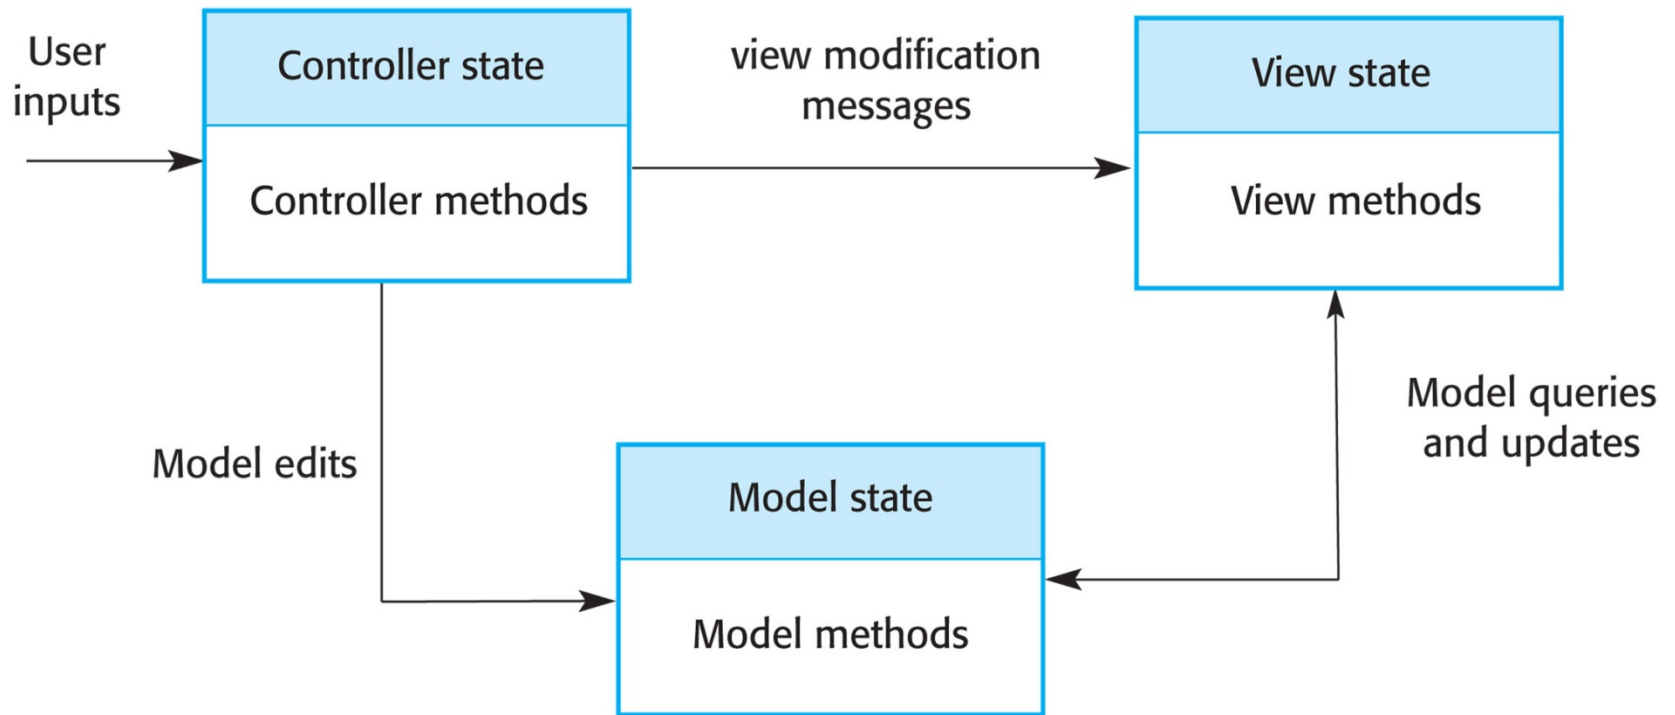 User
inputs
Controller state
Controller methods
view modification
messages
View state
View methods
Model edits
Model state
Model methods
Model queries
and updates